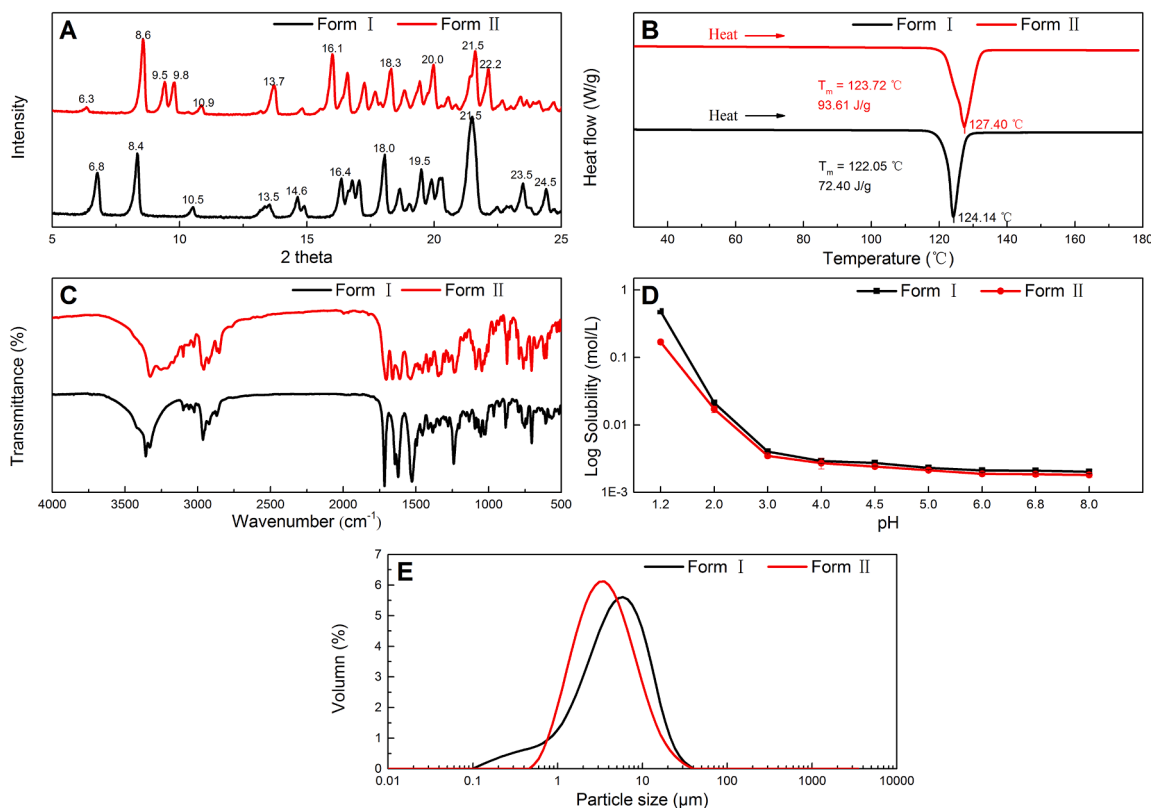 A
Form Ⅰ Form Ⅱ
8.6
9.5 9.8
6.3
10.9
13.7
16.1
18.3
20.0
21.5
22.2
6.8
8.4
10.5
13.5
14.6
16.4
18.0
19.5
21.5
23.5
24.5
Intensity
5 10 15 20 25
2 theta
B
Form Ⅰ Form Ⅱ
Heat
Tm = 123.72 ℃
93.61 J/g
127.40 ℃
Heat
Tm = 122.05 ℃
72.40 J/g
124.14 ℃
Heat flow (W/g)
40 60 80 100 120 140 160 180
Temperature (℃)
C
Form Ⅰ
Form Ⅱ
Transmittance (%)
4000 3500 3000 2500 2000 1500 1000 500
Wavenumber (cm-1)
D
Form Ⅰ Form Ⅱ
Log Solubility (mol/L)
1
0.1
0.01
1E-3
1.2 2.0 3.0 4.0 4.5 5.0 6.0 6.8 8.0
pH
E
Form Ⅰ Form Ⅱ
Volumn (%)
7
6
5
4
3
2
1
0
0.01 0.1 1 10 100 1000 10000
Particle size (μm)